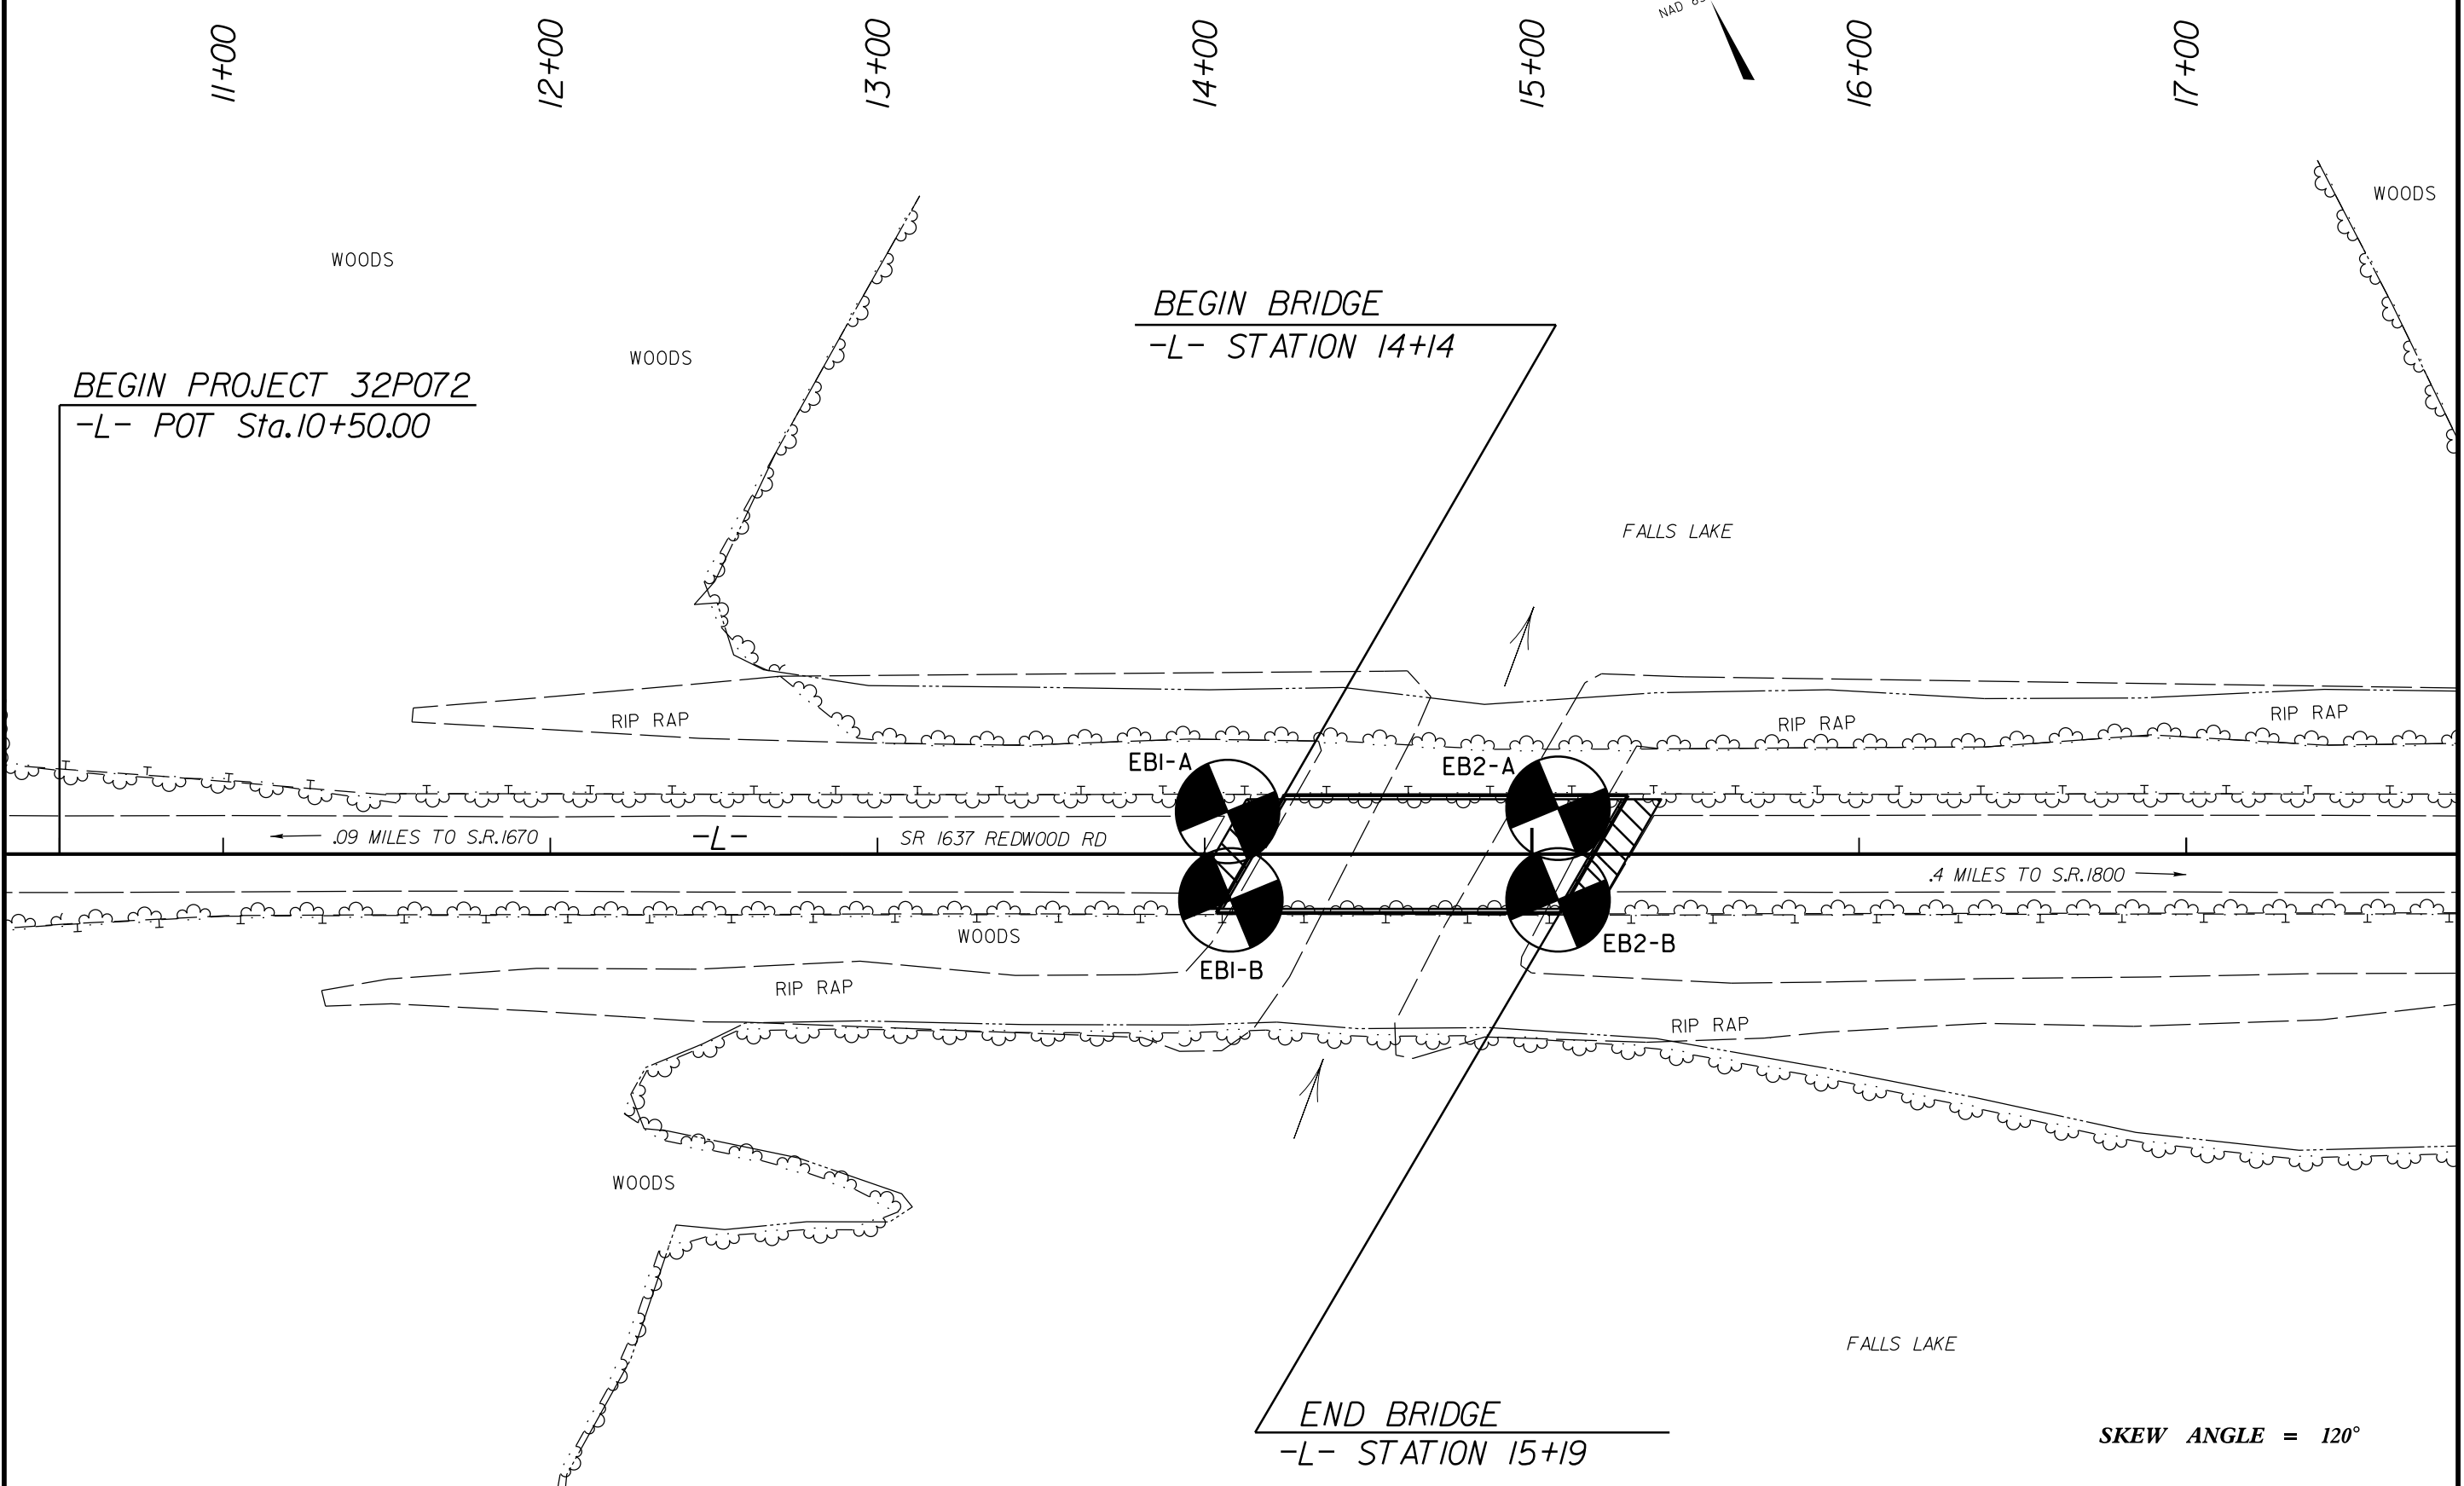 11+00
12+00
13+00
14+00
15+00
16+00
17+00
WOODS
WOODS
WOODS
BEGIN BRIDGE
-L- STATION 14+14
BEGIN PROJECT 32P072
-L- POT Sta.10+50.00
FALLS LAKE
RIP RAP
RIP RAP
RIP RAP
EB1-A
EB2-A
.09 MILES TO S.R.1670
-L-
SR 1637 REDWOOD RD
.4 MILES TO S.R.1800
WOODS
EB1-B
EB2-B
RIP RAP
RIP RAP
WOODS
FALLS LAKE
END BRIDGE
-L- STATION 15+19
SKEW ANGLE = 120°